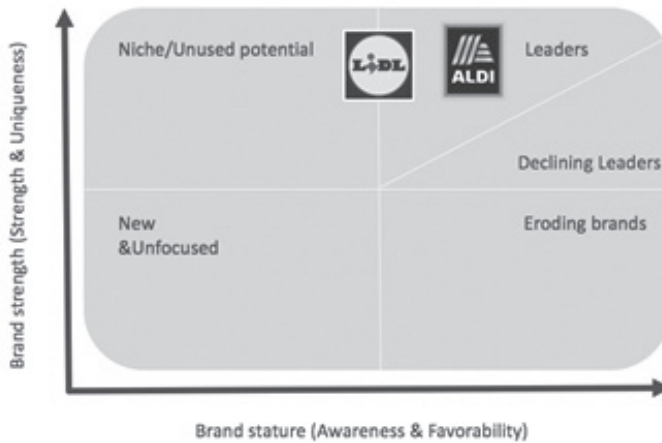 Niche/Unused potential
LiDL
ALDI
Leaders
Declining Leaders
New
&Unfocused
Eroding brands
Brand strength (Strength & Uniqueness)
Brand stature (Awareness & Favorability)